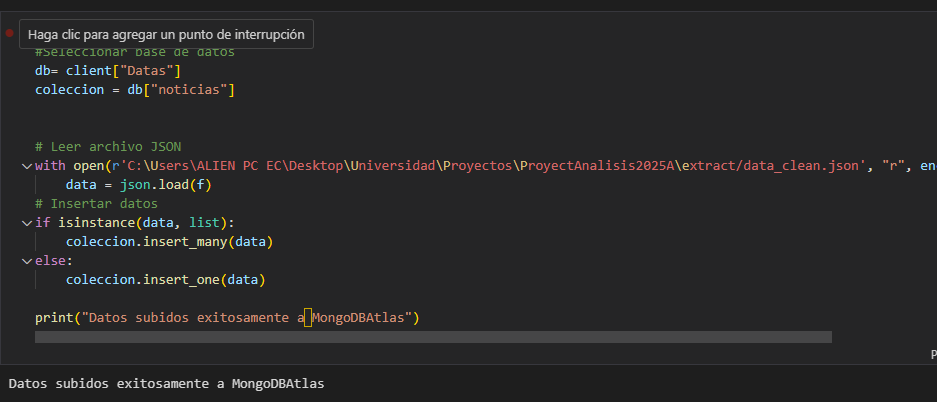 Haga clic para agregar un punto de interrupción
#Seleccionar base de datos
db= client["Datas"]
coleccion = db["noticias"]
# Leer archivo JSON
with open(r'C:\Users\ALIEN PC EC\Desktop\Universidad\Proyectos\ProyectAnalisis2025A\extract/data_clean.json', "r", en
data = json.load(f)
# Insertar datos
if isinstance(data, list):
coleccion.insert_many(data)
else:
coleccion.insert_one(data)
print("Datos subidos exitosamente a MongoDBAtlas")
Datos subidos exitosamente a MongoDBAtlas